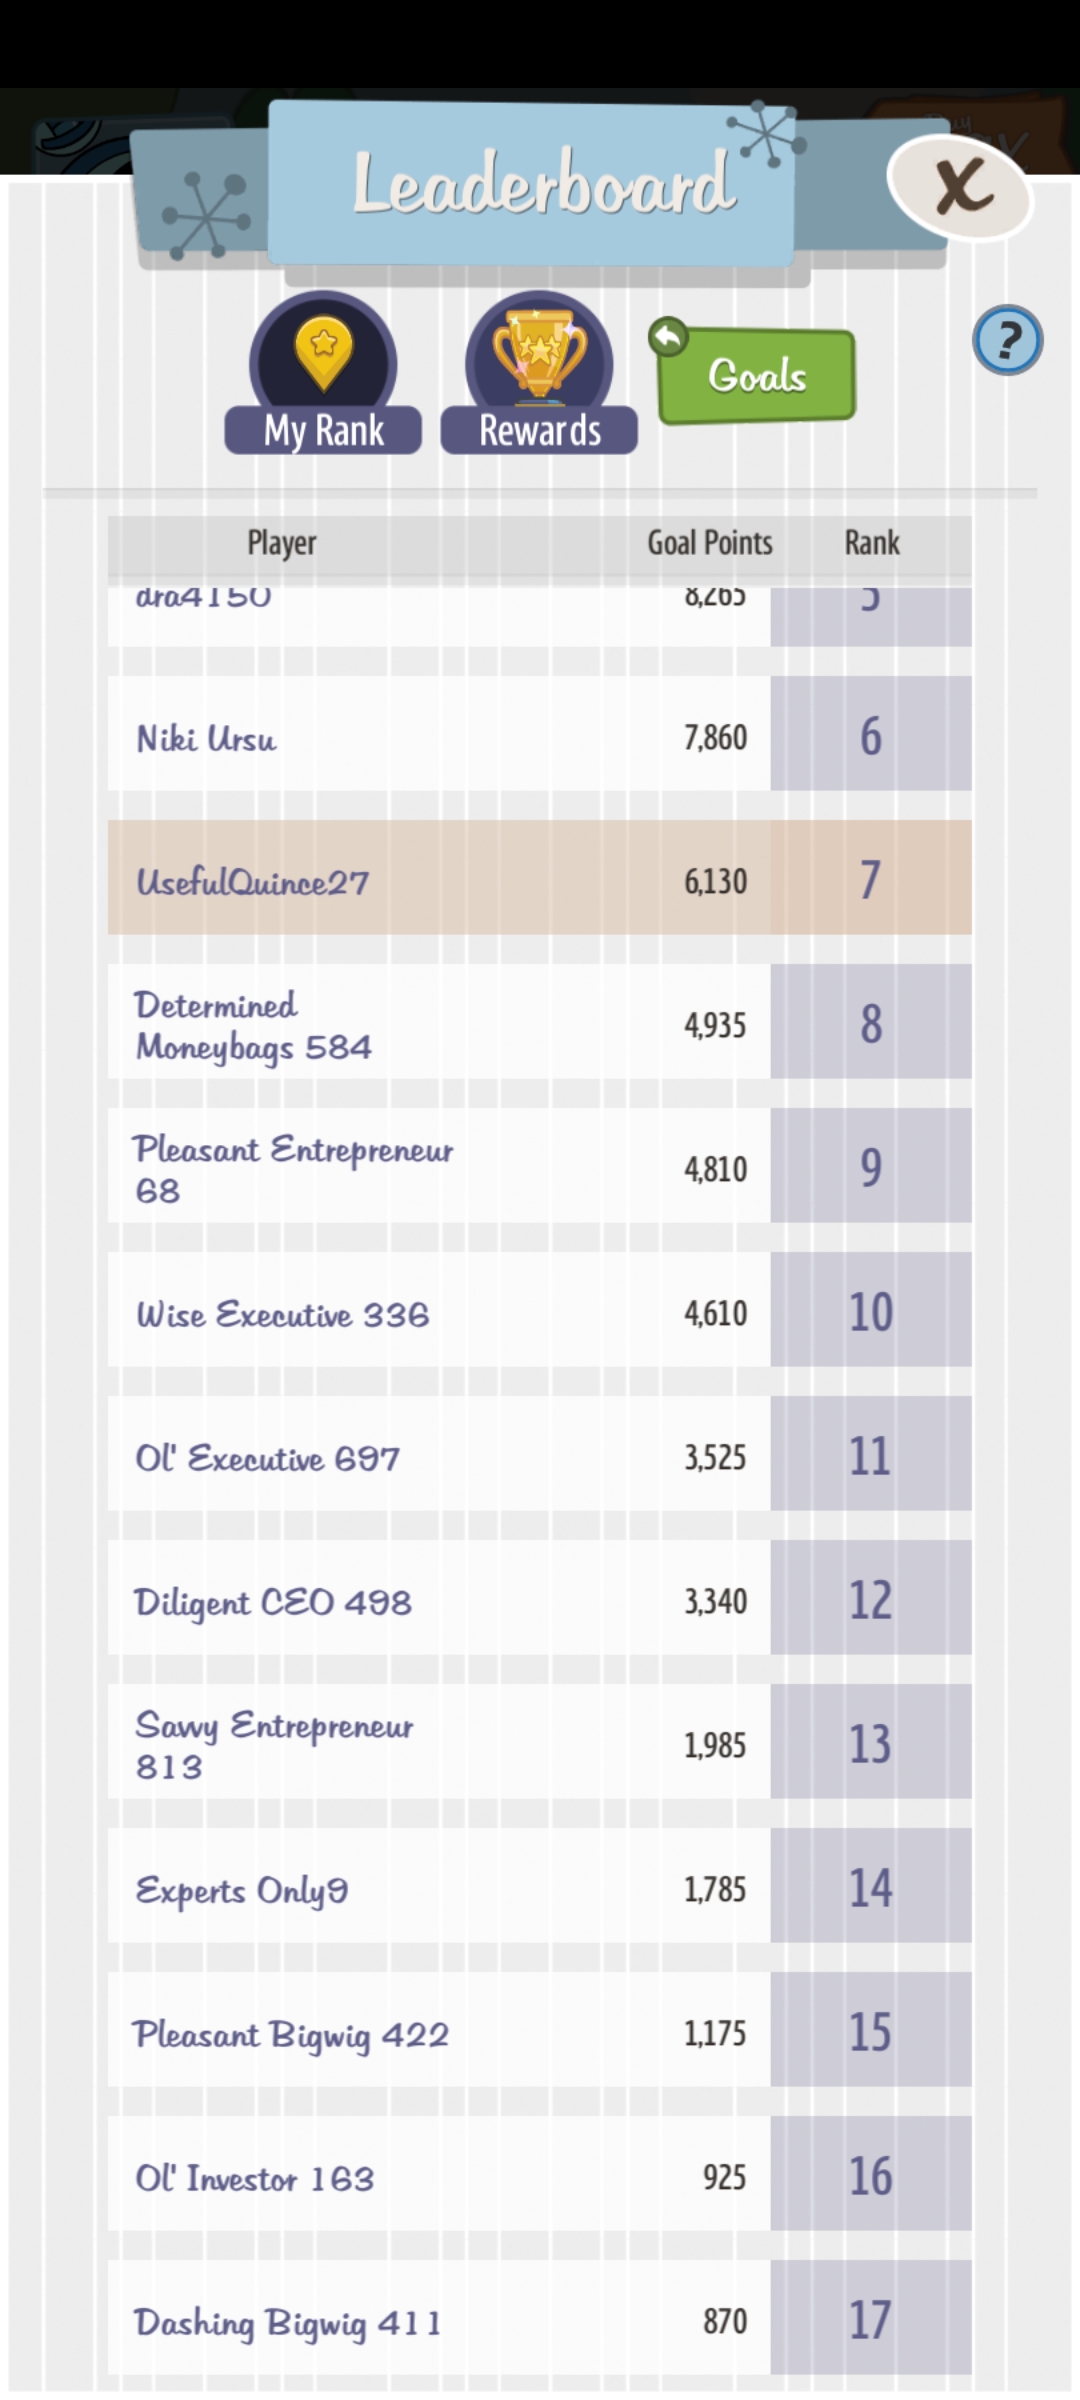 Leaderboard
X
My Rank
Rewards
Goals
?
Player Goal Points Rank
dra4150 8,265 5
Niki Ursu 7,860 6
UsefulQuince27 6,130 7
Determined
Moneybags 584 4,935 8
Pleasant Entrepreneur
68 4,810 9
Wise Executive 336 4,610 10
Ol' Executive 697 3,525 11
Diligent CEO 498 3,340 12
Savvy Entrepreneur
813 1,985 13
Experts Only9 1,785 14
Pleasant Bigwig 422 1,175 15
Ol' Investor 163 925 16
Dashing Bigwig 411 870 17